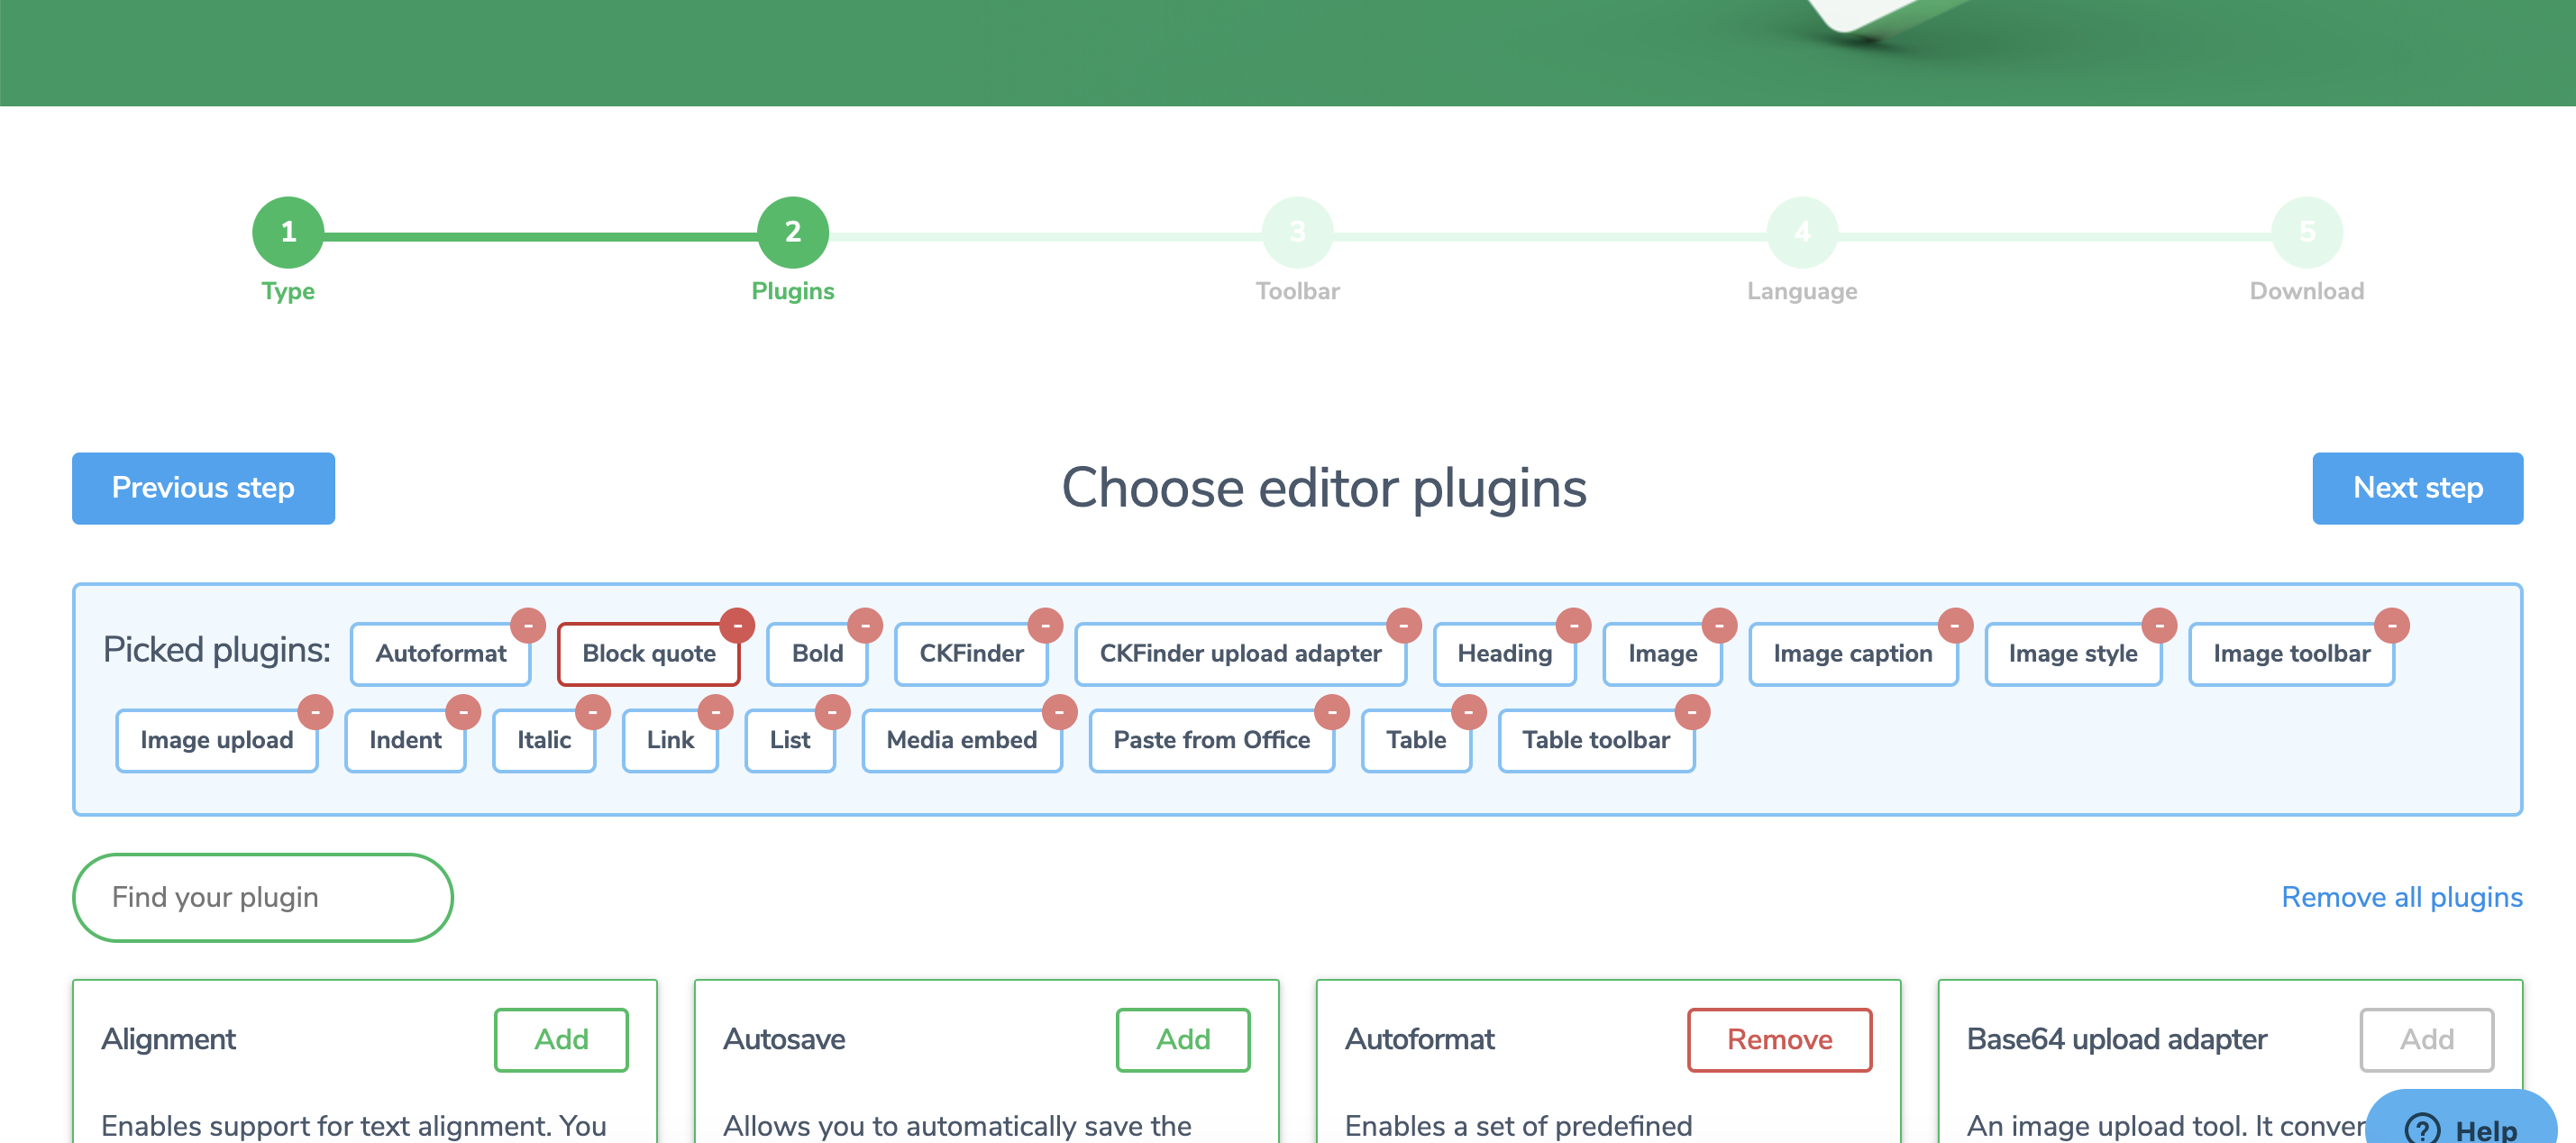 1 2 3 4 5
Type Plugins Toolbar Language Download
Previous step Choose editor plugins Next step
Picked plugins: Autoformat - Block quote - Bold - CKFinder - CKFinder upload adapter - Heading - Image - Image caption - Image style - Image toolbar -
Image upload - Indent - Italic - Link - List - Media embed - Paste from Office - Table - Table toolbar -
Find your plugin Remove all plugins
Alignment Add Autosave Add Autoformat Remove Base64 upload adapter Add
Enables support for text alignment. You Allows you to automatically save the Enables a set of predefined An image upload tool. It conver
? Help